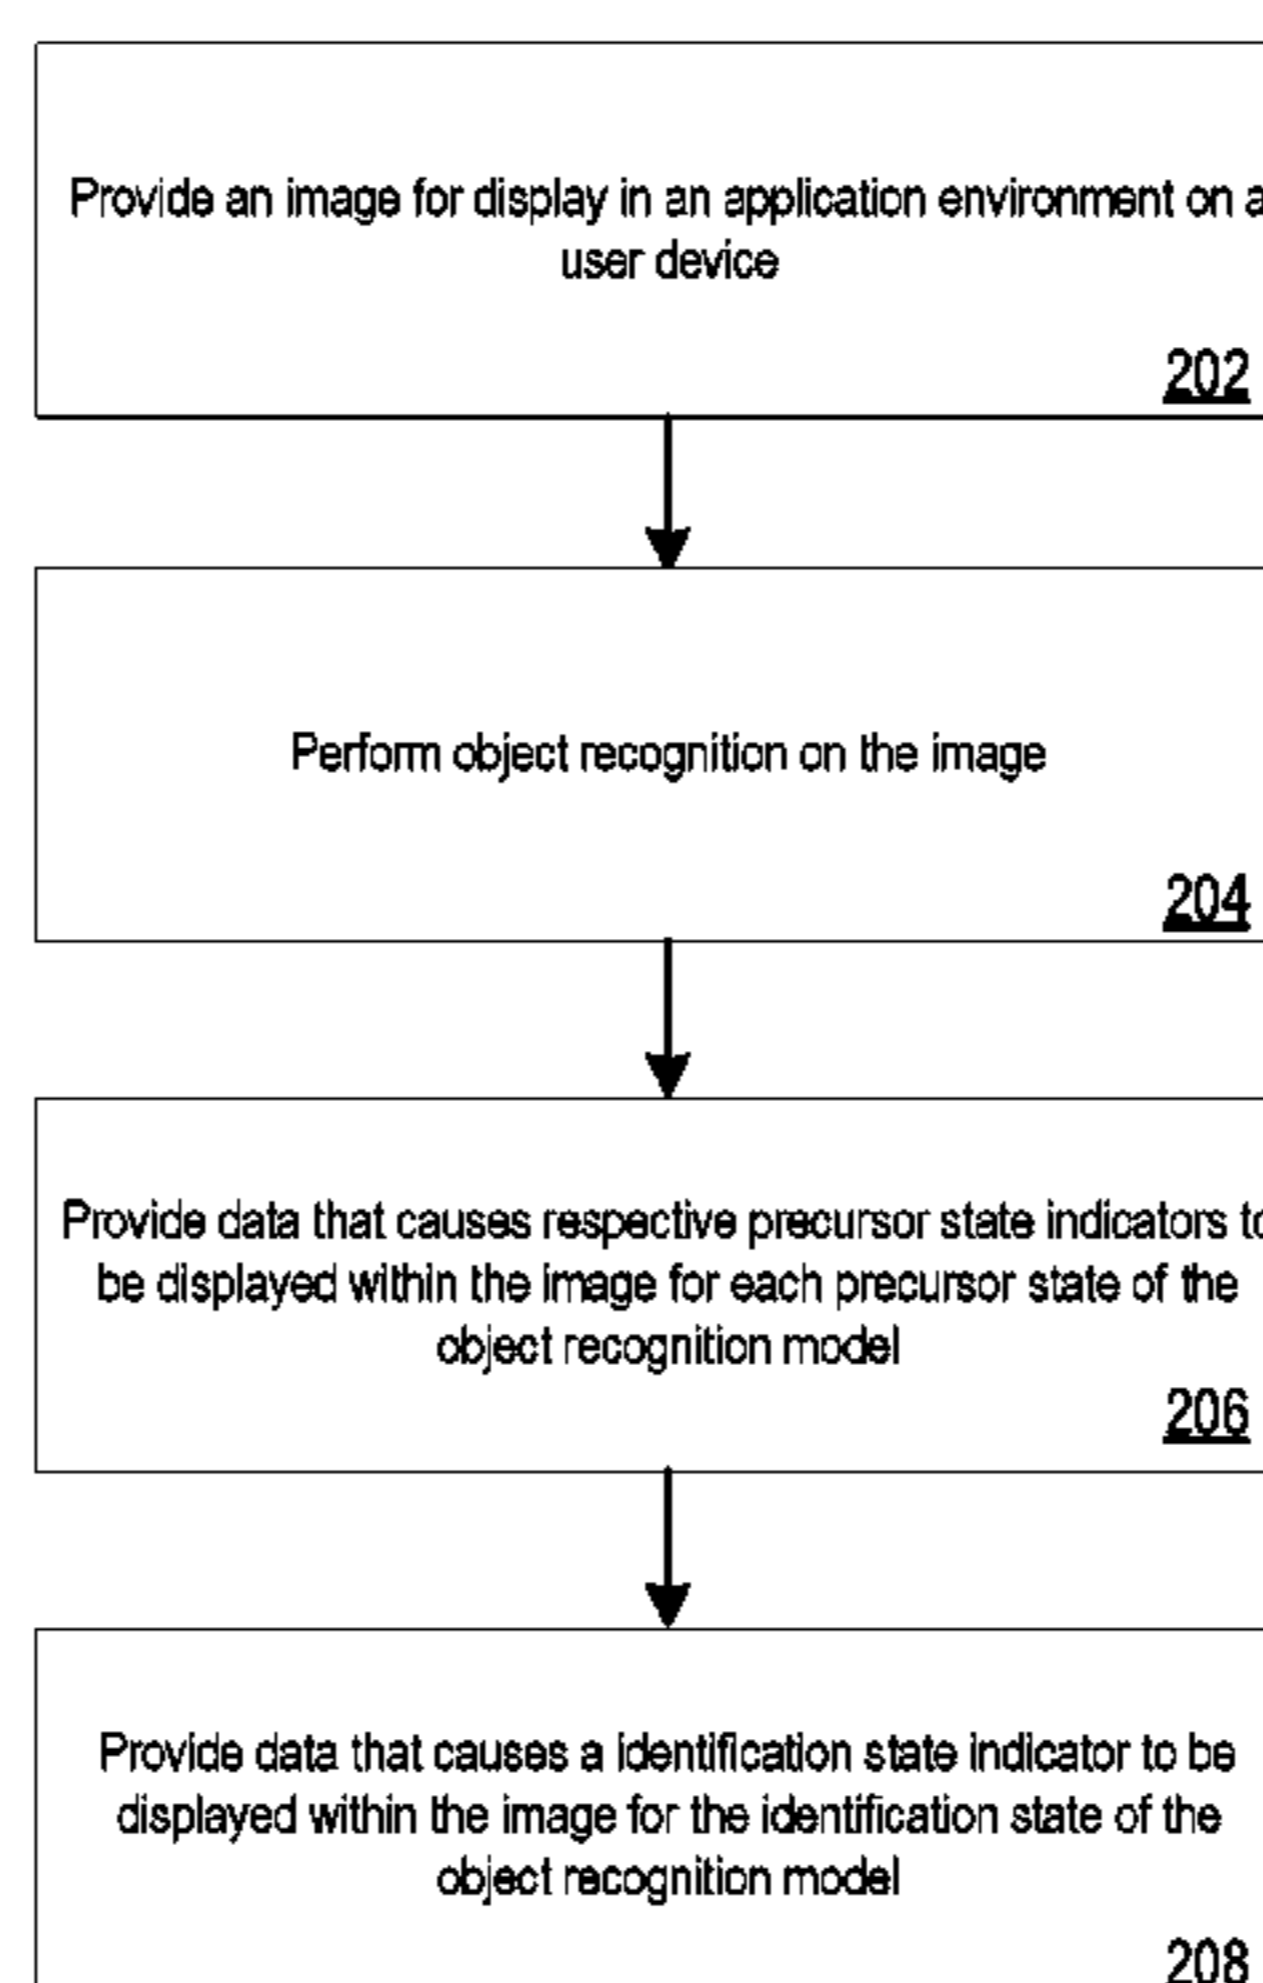 Provide an image for display in an application environment on a
user device
202
Perform object recognition on the image
204
Provide data that causes respective precursor state indicators to
be displayed within the image for each precursor state of the
object recognition model
206
Provide data that causes a identification state indicator to be
displayed within the image for the identification state of the
object recognition model
208